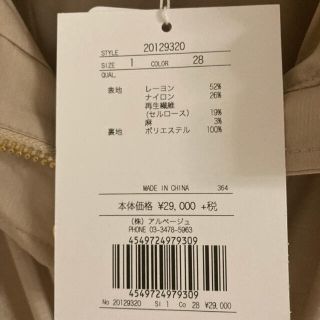 STYLE 20129320
SIZE 1 COLOR 28
QUAL.
表地 レーヨン 52%
ナイロン 26%
再生繊維
(セルロース) 19%
麻 3%
裏地 ポリエステル 100%
MADE IN CHINA 364
本体価格 ¥29,000 +税
(株) アルページュ
PHONE 03-3478-5063
4549724979309
No 20129320 Si 1 Co 28 ¥29,000
4549724979309